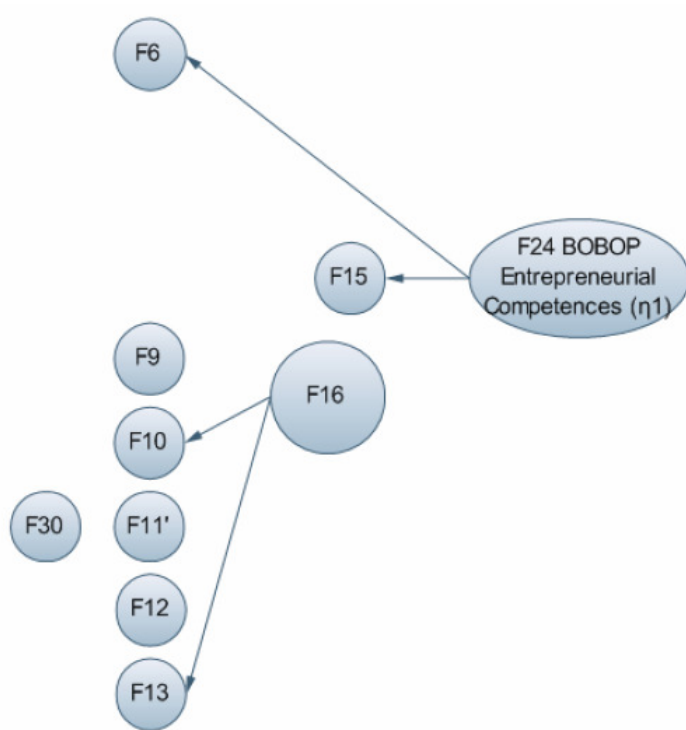 F6
F24 BOBOP
Entrepreneurial
Competences (η1)
F15
F9
F16
F10
F30
F11'
F12
F13